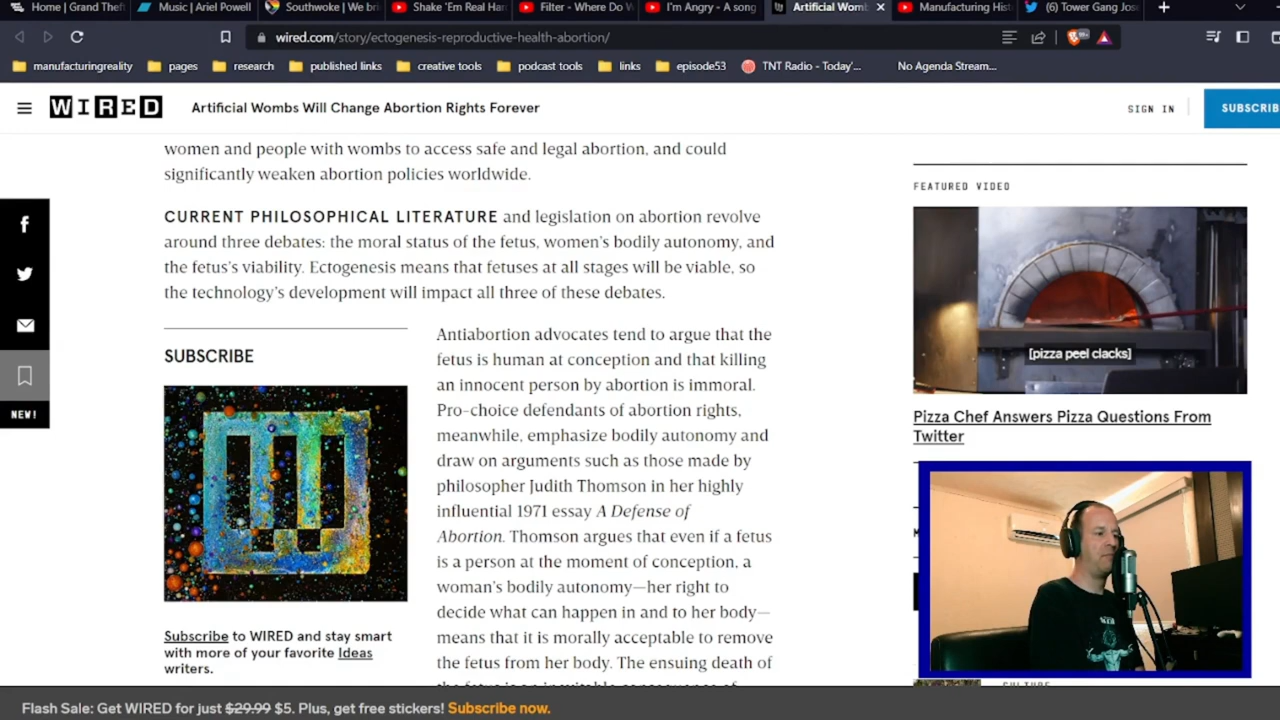 Home | Grand Theft
Music | Ariel Powell
Southwoke | We bri
Shake 'Em Real Har
Filter - Where Do W
I'm Angry - A song
Artificial Womb
Manufacturing Hist
(6) Tower Gang Jos
wired.com/story/ectogenesis-reproductive-health-abortion/
manufacturingreality
pages
research
published links
creative tools
podcast tools
links
episode53
TNT Radio - Today'...
No Agenda Stream...
WIRED
Artificial Wombs Will Change Abortion Rights Forever
SIGN IN
SUBSCRIB
women and people with wombs to access safe and legal abortion, and could
significantly weaken abortion policies worldwide.
CURRENT PHILOSOPHICAL LITERATURE and legislation on abortion revolve
around three debates: the moral status of the fetus, women's bodily autonomy, and
the fetus's viability. Ectogenesis means that fetuses at all stages will be viable, so
the technology's development will impact all three of these debates.
NEW!
SUBSCRIBE
Subscribe to WIRED and stay smart
with more of your favorite Ideas
writers.
Antiabortion advocates tend to argue that the
fetus is human at conception and that killing
an innocent person by abortion is immoral.
Pro-choice defendants of abortion rights,
meanwhile, emphasize bodily autonomy and
draw on arguments such as those made by
philosopher Judith Thomson in her highly
influential 1971 essay A Defense of
Abortion. Thomson argues that even if a fetus
is a person at the moment of conception, a
woman's bodily autonomy—her right to
decide what can happen in and to her body—
means that it is morally acceptable to remove
the fetus from her body. The ensuing death of
FEATURED VIDEO
[pizza peel clacks]
Pizza Chef Answers Pizza Questions From
Twitter
Flash Sale: Get WIRED for just $29.99 $5. Plus, get free stickers! Subscribe now.